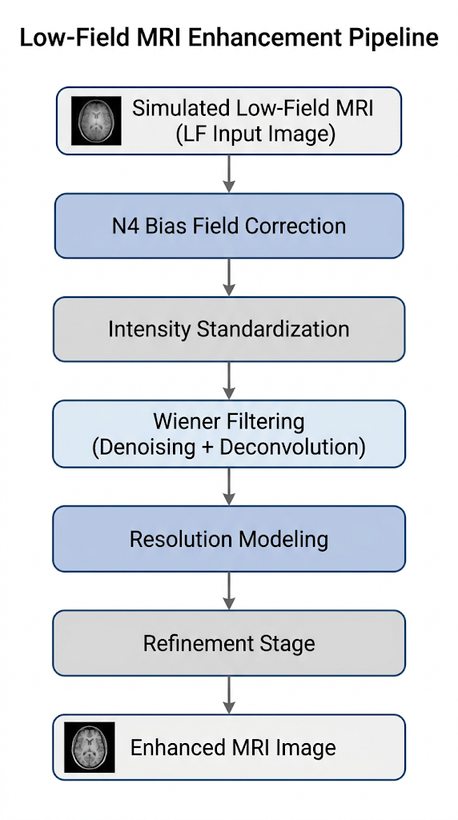 Low-Field MRI Enhancement Pipeline
Simulated Low-Field MRI
(LF Input Image)
N4 Bias Field Correction
Intensity Standardization
Wiener Filtering
(Denoising + Deconvolution)
Resolution Modeling
Refinement Stage
Enhanced MRI Image